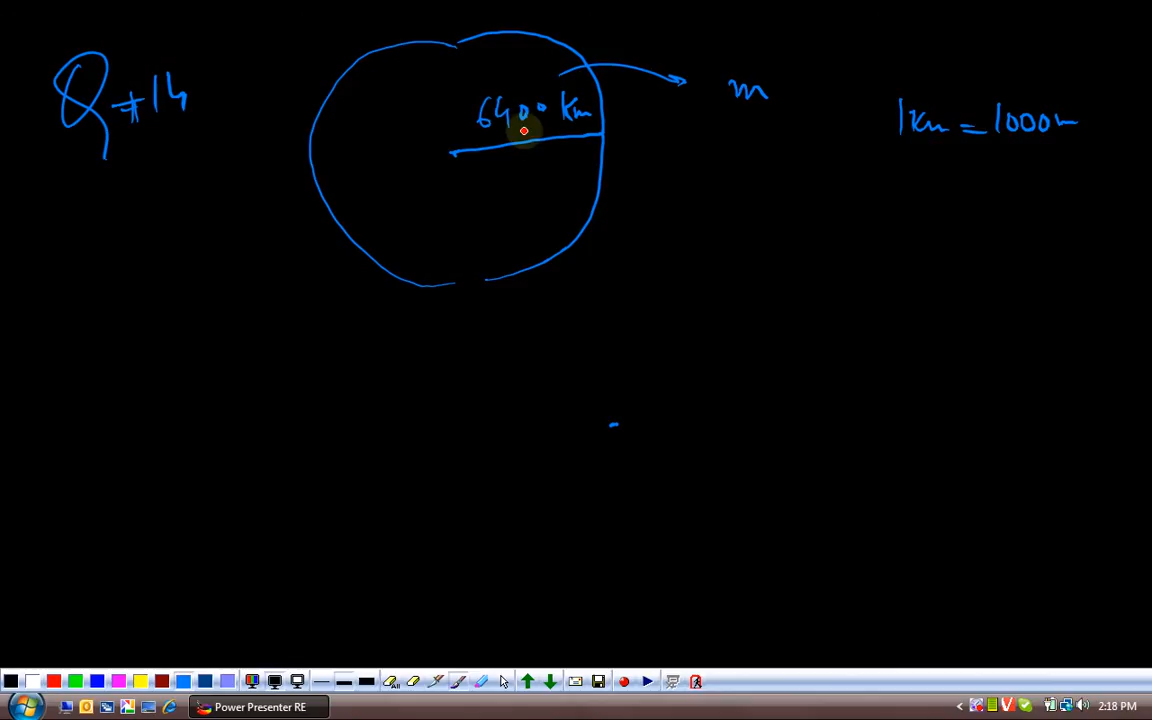 Q#14
6400 Km
m
1Km = 1000m
Power Presenter RE
2:18 PM